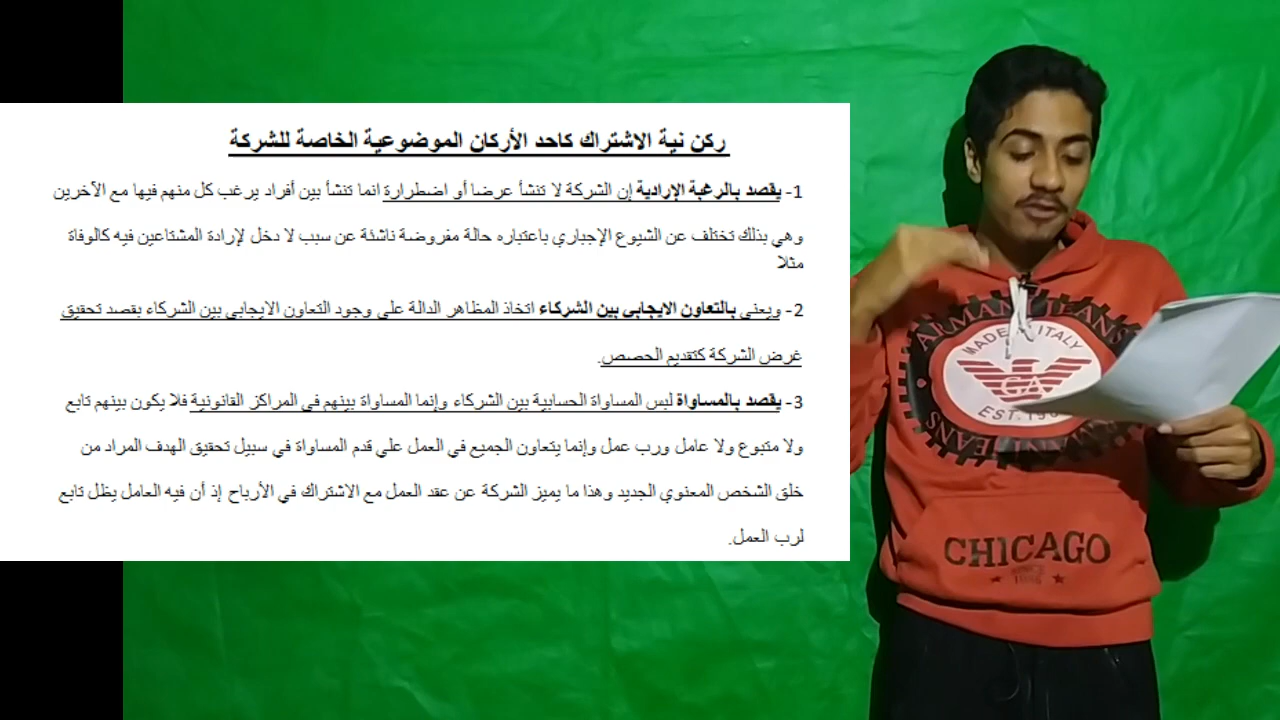 ركن نية الاشتراك كاحد الأركان الموضوعية الخاصة للشركة
1- يقصد بالرغبة الإرادية إن الشركة لا تنشأ عرضا أو اضطرارة انما تنشأ بين أفراد يرغب كل منهم فيها مع الآخرين
وهي بذلك تختلف عن الشيوع الإجباري باعتباره حالة مفروضة ناشئة عن سبب لا دخل لإرادة المشتاعين فيه كالوفاة
مثلا
2- ويعني بالتعاون الايجابي بين الشركاء اتخاذ المظاهر الدالة على وجود التعاون الايجابي بين الشركاء بقصد تحقيق
غرض الشركة كتقديم الحصص.
3- يقصد بالمساواة ليس المساواة الحسابية بين الشركاء وإنما المساواة بينهم في المراكز القانونية فلا يكون بينهم تابع
ولا متبوع ولا عامل ورب عمل وإنما يتعاون الجميع في العمل علي قدم المساواة في سبيل تحقيق الهدف المراد من
خلق الشخص المعنوي الجديد وهذا ما يميز الشركة عن عقد العمل مع الاشتراك في الأرباح إذ أن فيه العامل يظل تابع
لرب العمل.
ARMANI JEANS
MADE IN ITALY
GA
EST. 19
ARMANI JEANS
CHICAGO
SINCE
★ 1886 ★